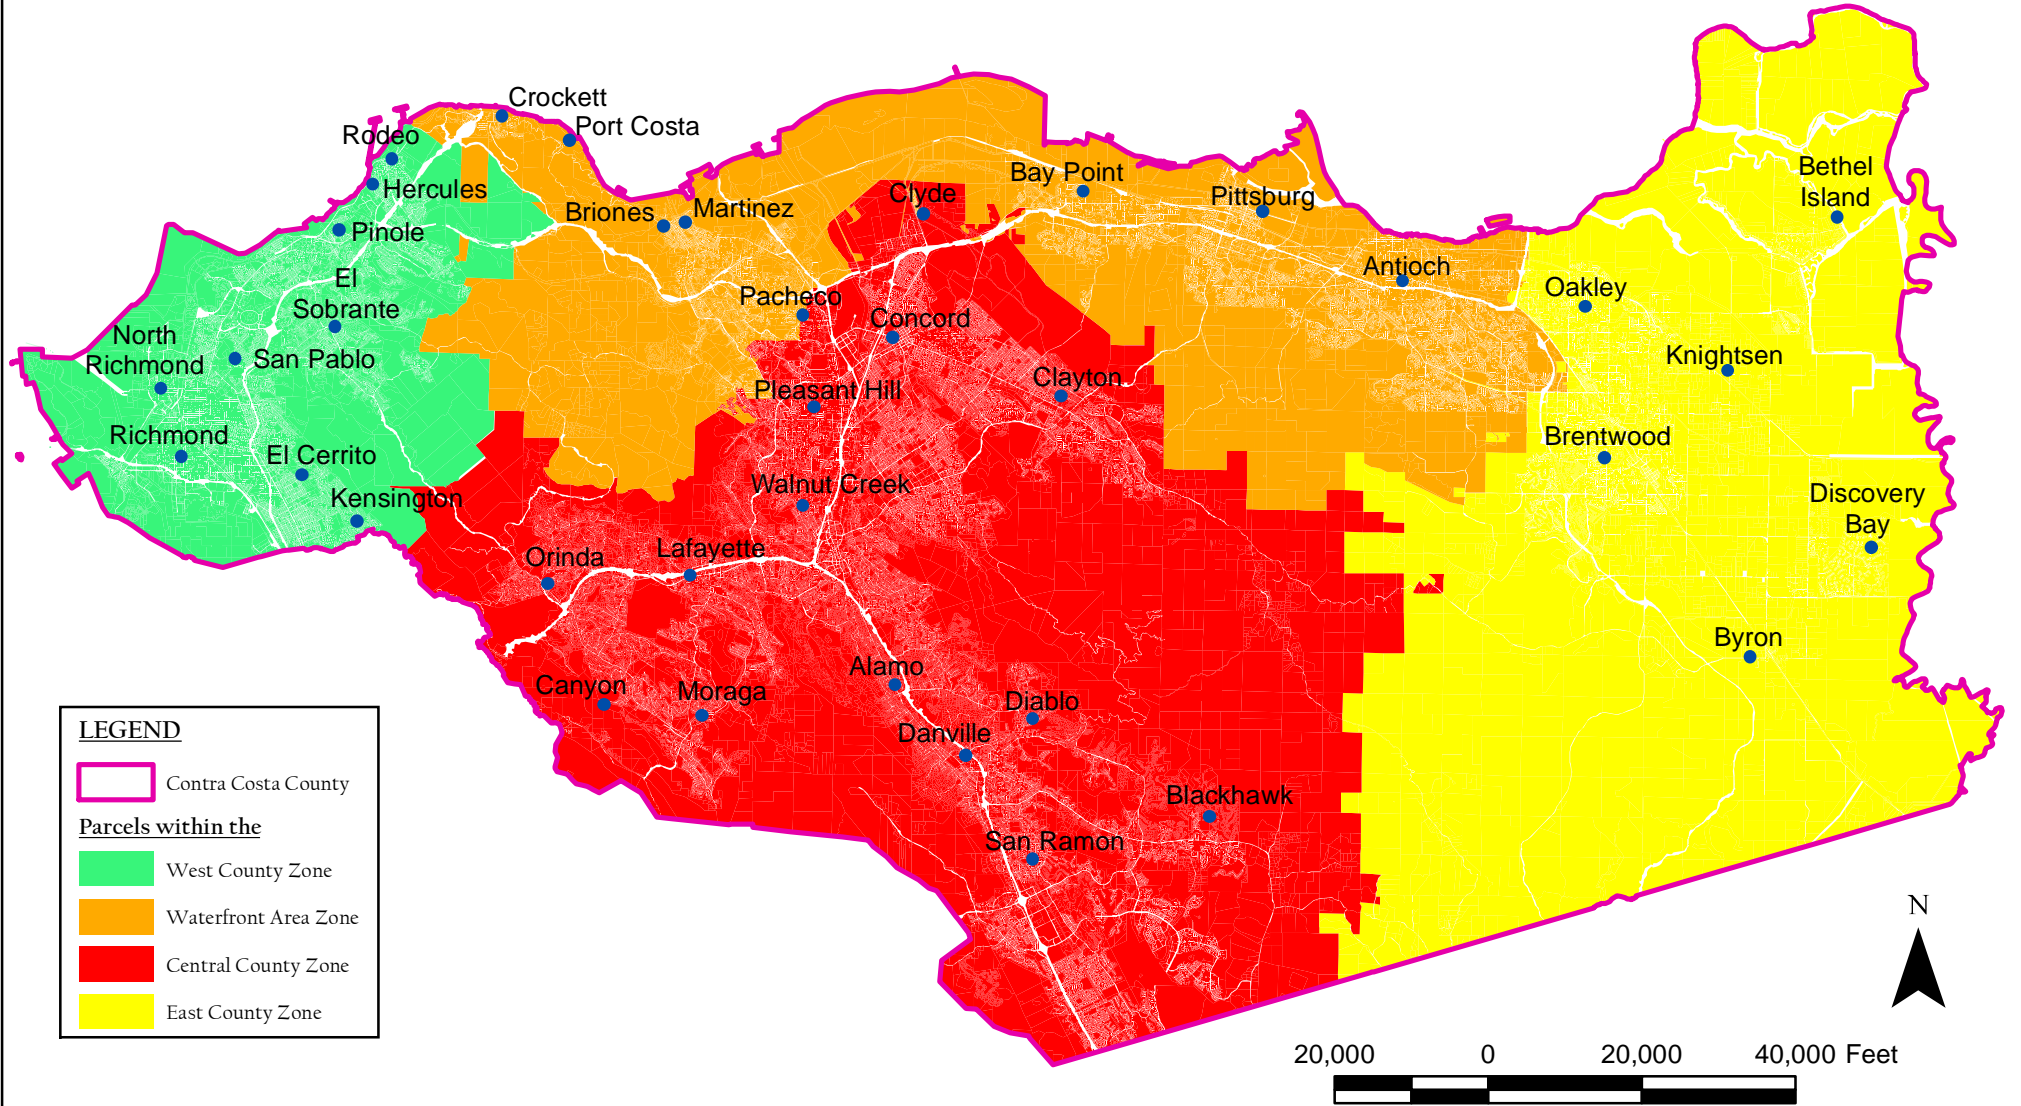 Crockett
Port Costa
Rodeo
Hercules
Pinole
El
Sobrante
North
Richmond
San Pablo
Richmond
El Cerrito
Kensington
Briones
Martinez
Clyde
Bay Point
Pittsburg
Antioch
Pacheco
Concord
Clayton
Pleasant Hill
Walnut Creek
Orinda
Lafayette
Canyon
Moraga
Alamo
Diablo
Danville
Blackhawk
San Ramon
Bethel
Island
Oakley
Knightsen
Brentwood
Discovery
Bay
Byron
LEGEND
Contra Costa County
Parcels within the
West County Zone
Waterfront Area Zone
Central County Zone
East County Zone
N
20,000 0 20,000 40,000 Feet